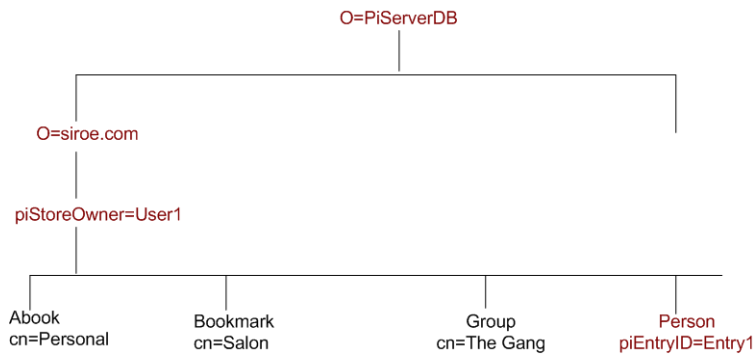 O=PiServerDB
O=siroe.com
piStoreOwner=User1
Abook
cn=Personal
Bookmark
cn=Salon
Group
cn=The Gang
Person
piEntryID=Entry1